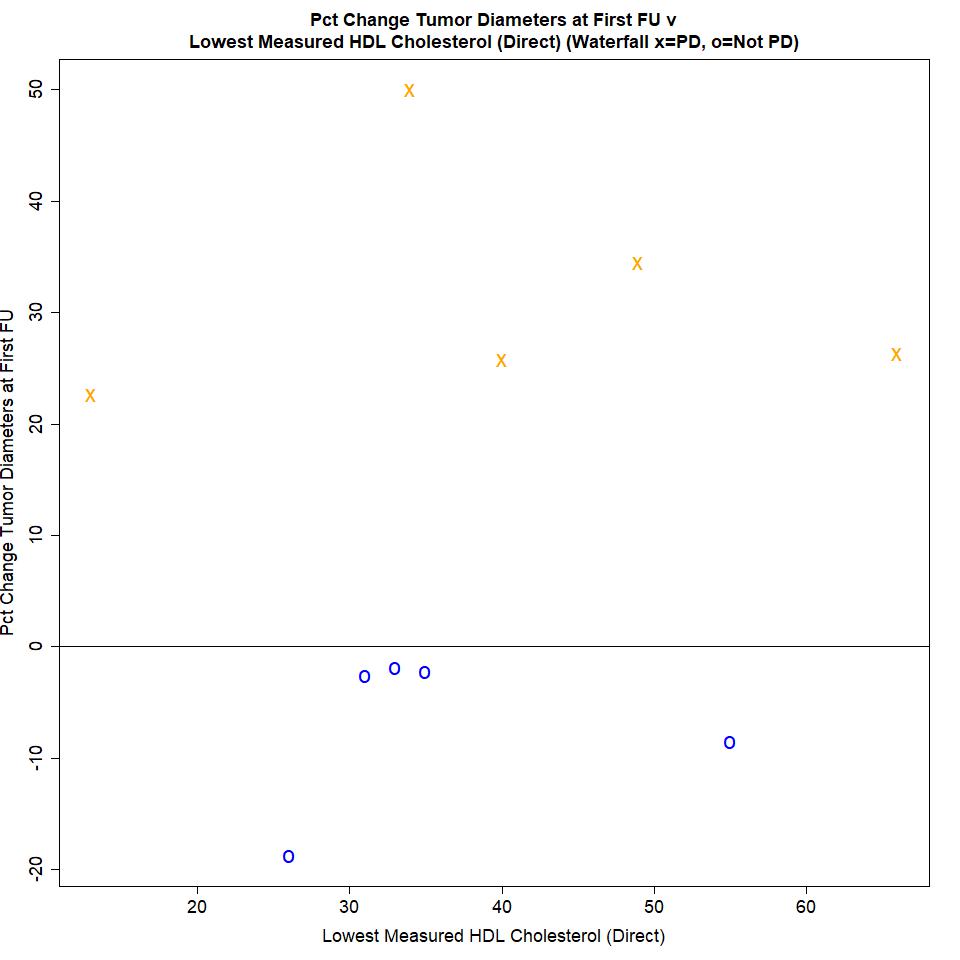 Pct Change Tumor Diameters at First FU v
Lowest Measured HDL Cholesterol (Direct) (Waterfall x=PD, o=Not PD)
Pct Change Tumor Diameters at First FU
50
40
30
20
10
0
-10
-20
X
X
X
X
X
O
O
O
O
O
20
30
40
50
60
Lowest Measured HDL Cholesterol (Direct)